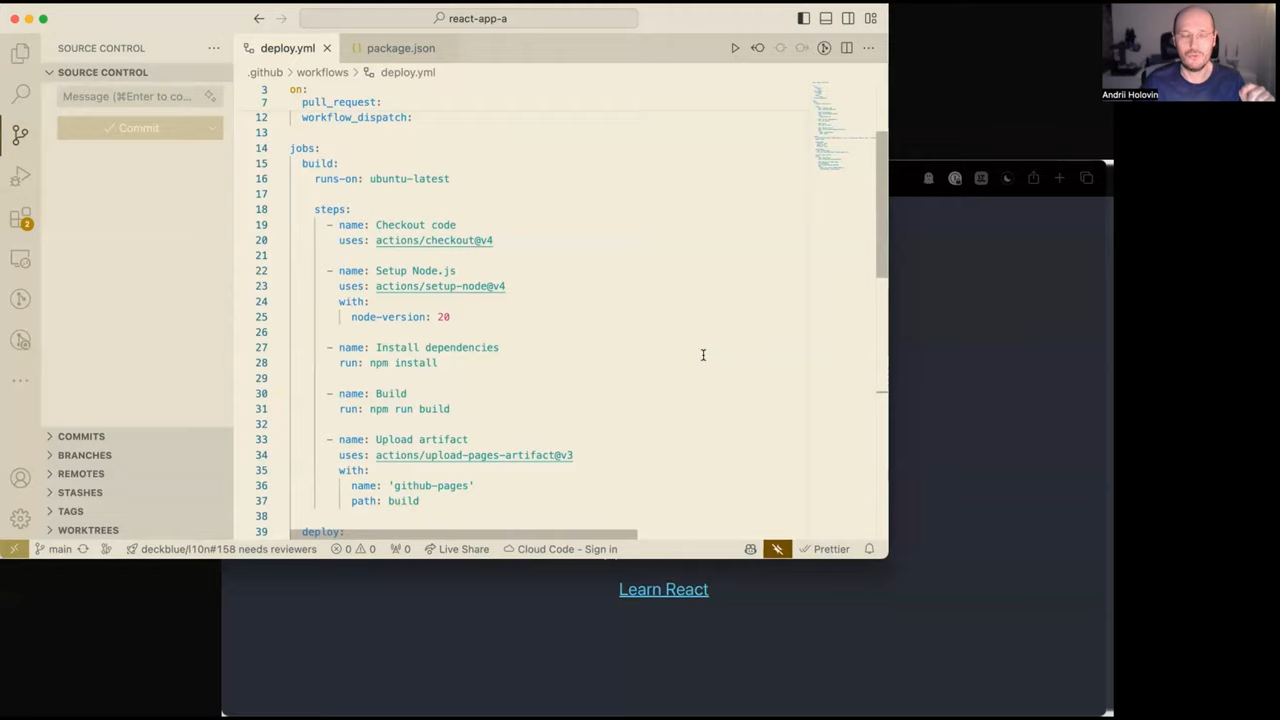 react-app-a
SOURCE CONTROL
deploy.yml
package.json
SOURCE CONTROL
.github > workflows > deploy.yml
Message (⌘Enter to co...
Commit
3 on:
7 pull_request:
12 workflow_dispatch:
13
14 jobs:
15 build:
16 runs-on: ubuntu-latest
17
18 steps:
19 - name: Checkout code
20 uses: actions/checkout@v4
21
22 - name: Setup Node.js
23 uses: actions/setup-node@v4
24 with:
25 node-version: 20
26
27 - name: Install dependencies
28 run: npm install
29
30 - name: Build
31 run: npm run build
32
33 - name: Upload artifact
34 uses: actions/upload-pages-artifact@v3
35 with:
36 name: 'github-pages'
37 path: build
38
39 deploy:
2
COMMITS
BRANCHES
REMOTES
STASHES
TAGS
WORKTREES
main deckblue/l10n#158 needs reviewers 0 0 0 Live Share Cloud Code - Sign in Prettier
Learn React
Andrii Holovin